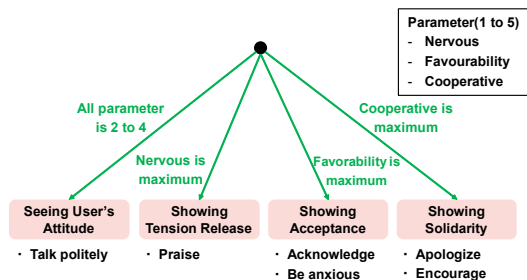 Parameter(1 to 5)
- Nervous
- Favourability
- Cooperative
All parameter
is 2 to 4
Nervous is
maximum
Favorability is
maximum
Cooperative is
maximum
Seeing User's
Attitude
・ Talk politely
Showing
Tension Release
・ Praise
Showing
Acceptance
・ Acknowledge
・ Be anxious
Showing
Solidarity
・ Apologize
・ Encourage